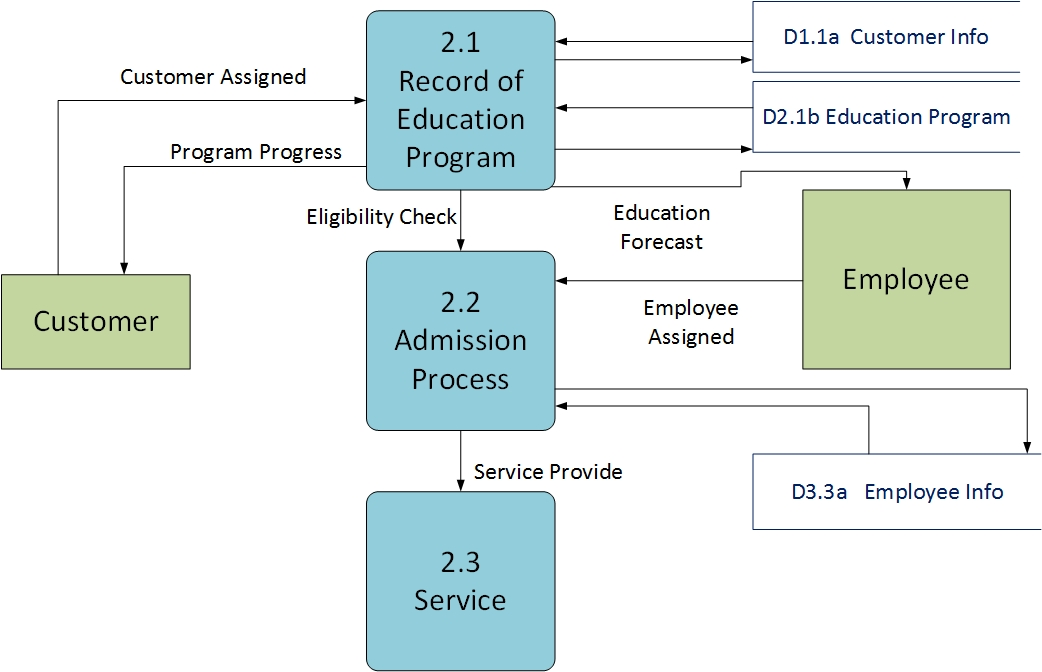 2.1
Record of
Education
Program
D1.1a  Customer Info
D2.1b Education Program
Customer Assigned
Program Progress
Eligibility Check
Education
Forecast
Employee
Customer
2.2
Admission
Process
Employee
Assigned
Service Provide
D3.3a   Employee Info
2.3
Service